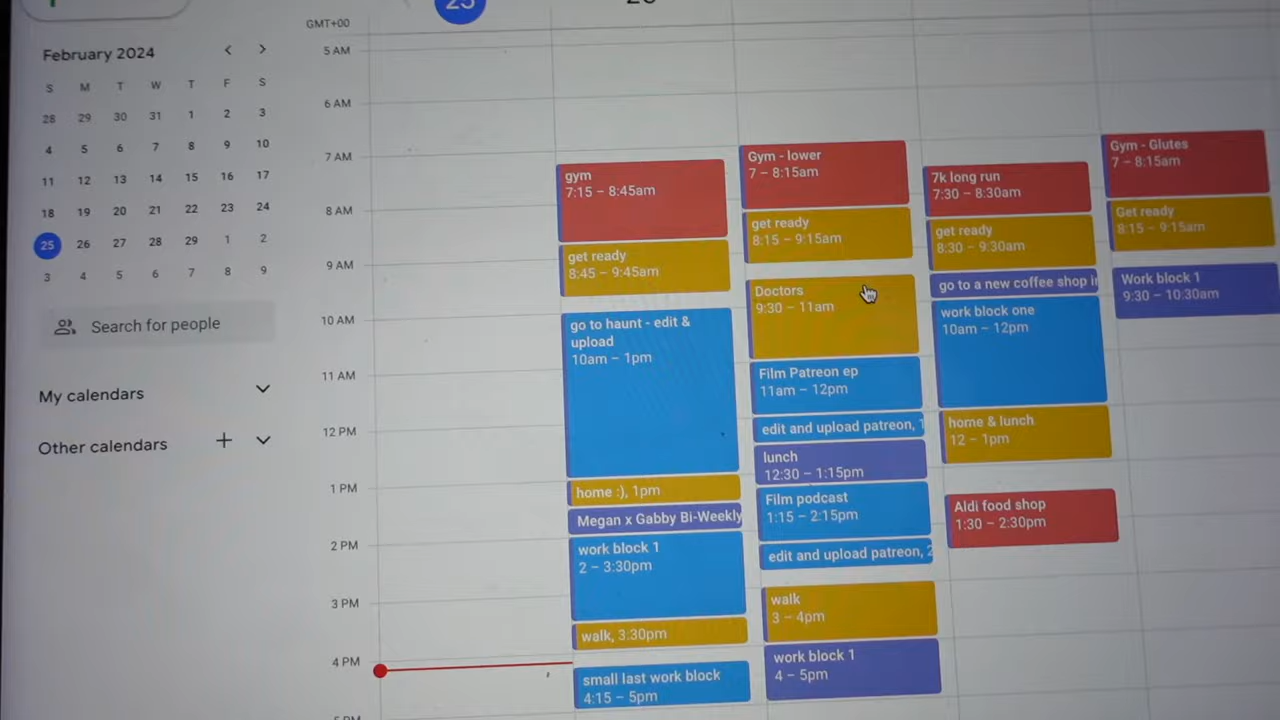 25
GMT+00
February 2024
S M T W T F S
28 29 30 31 1 2 3
4 5 6 7 8 9 10
11 12 13 14 15 16 17
18 19 20 21 22 23 24
25 26 27 28 29 1 2
3 4 5 6 7 8 9
Search for people
My calendars
Other calendars
5 AM
6 AM
7 AM
8 AM
9 AM
10 AM
11 AM
12 PM
1 PM
2 PM
3 PM
4 PM
gym
7:15 – 8:45am
get ready
8:45 – 9:45am
go to haunt - edit &
upload
10am – 1pm
home :), 1pm
Megan x Gabby Bi-Weekly
work block 1
2 – 3:30pm
walk, 3:30pm
small last work block
4:15 – 5pm
Gym - lower
7 – 8:15am
get ready
8:15 – 9:15am
Doctors
9:30 – 11am
Film Patreon ep
11am – 12pm
edit and upload patreon, 1
lunch
12:30 – 1:15pm
Film podcast
1:15 – 2:15pm
edit and upload patreon, 2
walk
3 – 4pm
work block 1
4 – 5pm
7k long run
7:30 – 8:30am
get ready
8:30 – 9:30am
go to a new coffee shop in
work block one
10am – 12pm
home & lunch
12 – 1pm
Aldi food shop
1:30 – 2:30pm
Gym - Glutes
7 – 8:15am
Get ready
8:15 – 9:15am
Work block 1
9:30 – 10:30am